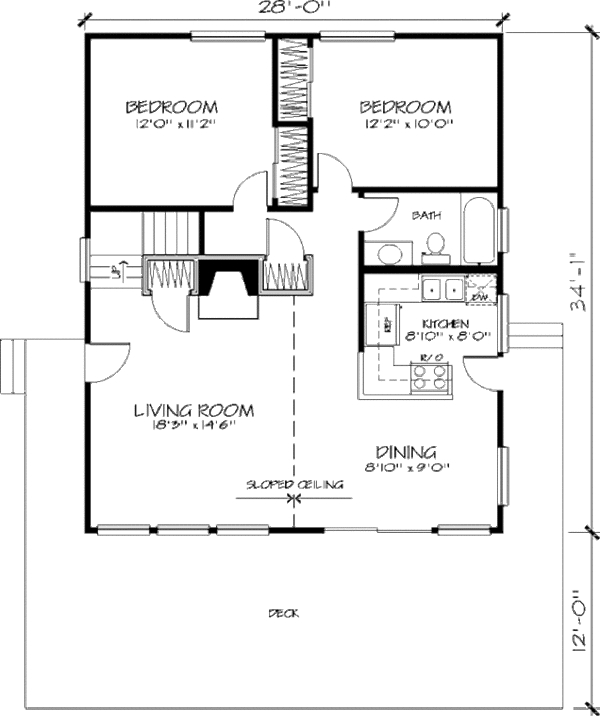 28'-0"
BEDROOM
12'0" x 11'2"
BEDROOM
12'2" x 10'0"
BATH
UP
34'-1"
DW
REF
KITCHEN
8'10" x 8'0"
R/O
LIVING ROOM
18'3" x 14'6"
DINING
8'10" x 9'0"
SLOPED CEILING
DECK
12'-0"